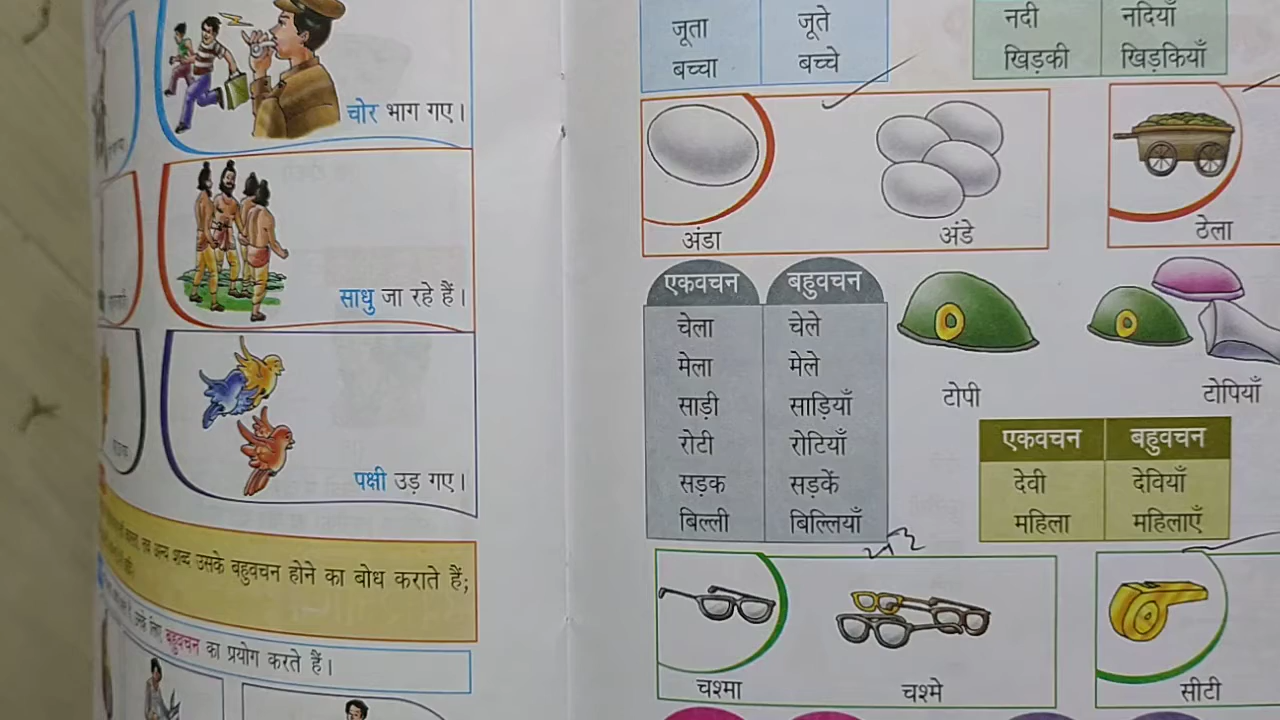 चोर भाग गए।
साधु जा रहे हैं।
पक्षी उड़ गए।
शब्द उसके बहुवचन होने का बोध कराते हैं;
बहुवचन का प्रयोग करते हैं।
जूता जूते
बच्चा बच्चे
नदी नदियाँ
खिड़की खिड़कियाँ
अंडा अंडे
ठेला
एकवचन बहुवचन
चेला चेले
मेला मेले
साड़ी साड़ियाँ
रोटी रोटियाँ
सड़क सड़कें
बिल्ली बिल्लियाँ
टोपी टोपियाँ
एकवचन बहुवचन
देवी देवियाँ
महिला महिलाएँ
चश्मा चश्मे
सीटी